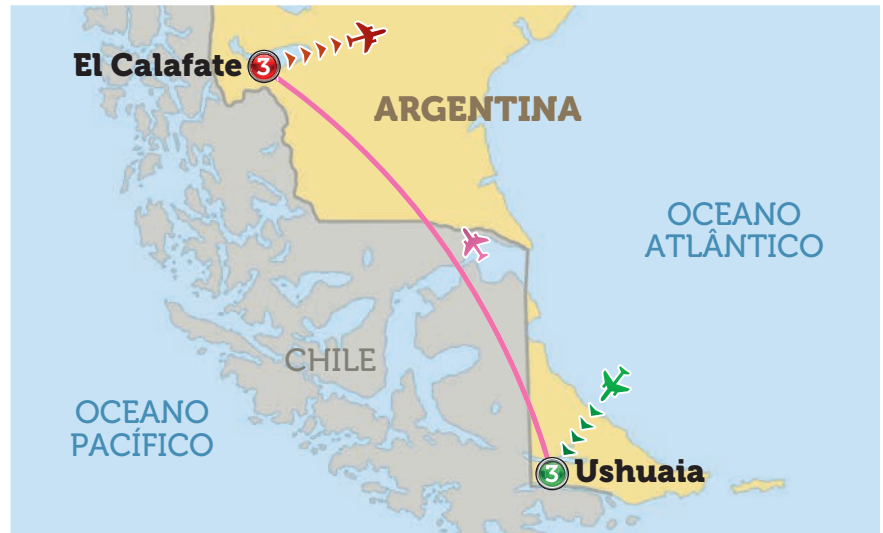 El Calafate 3
ARGENTINA
OCEANO
ATLÂNTICO
CHILE
OCEANO
PACÍFICO
3 Ushuaia